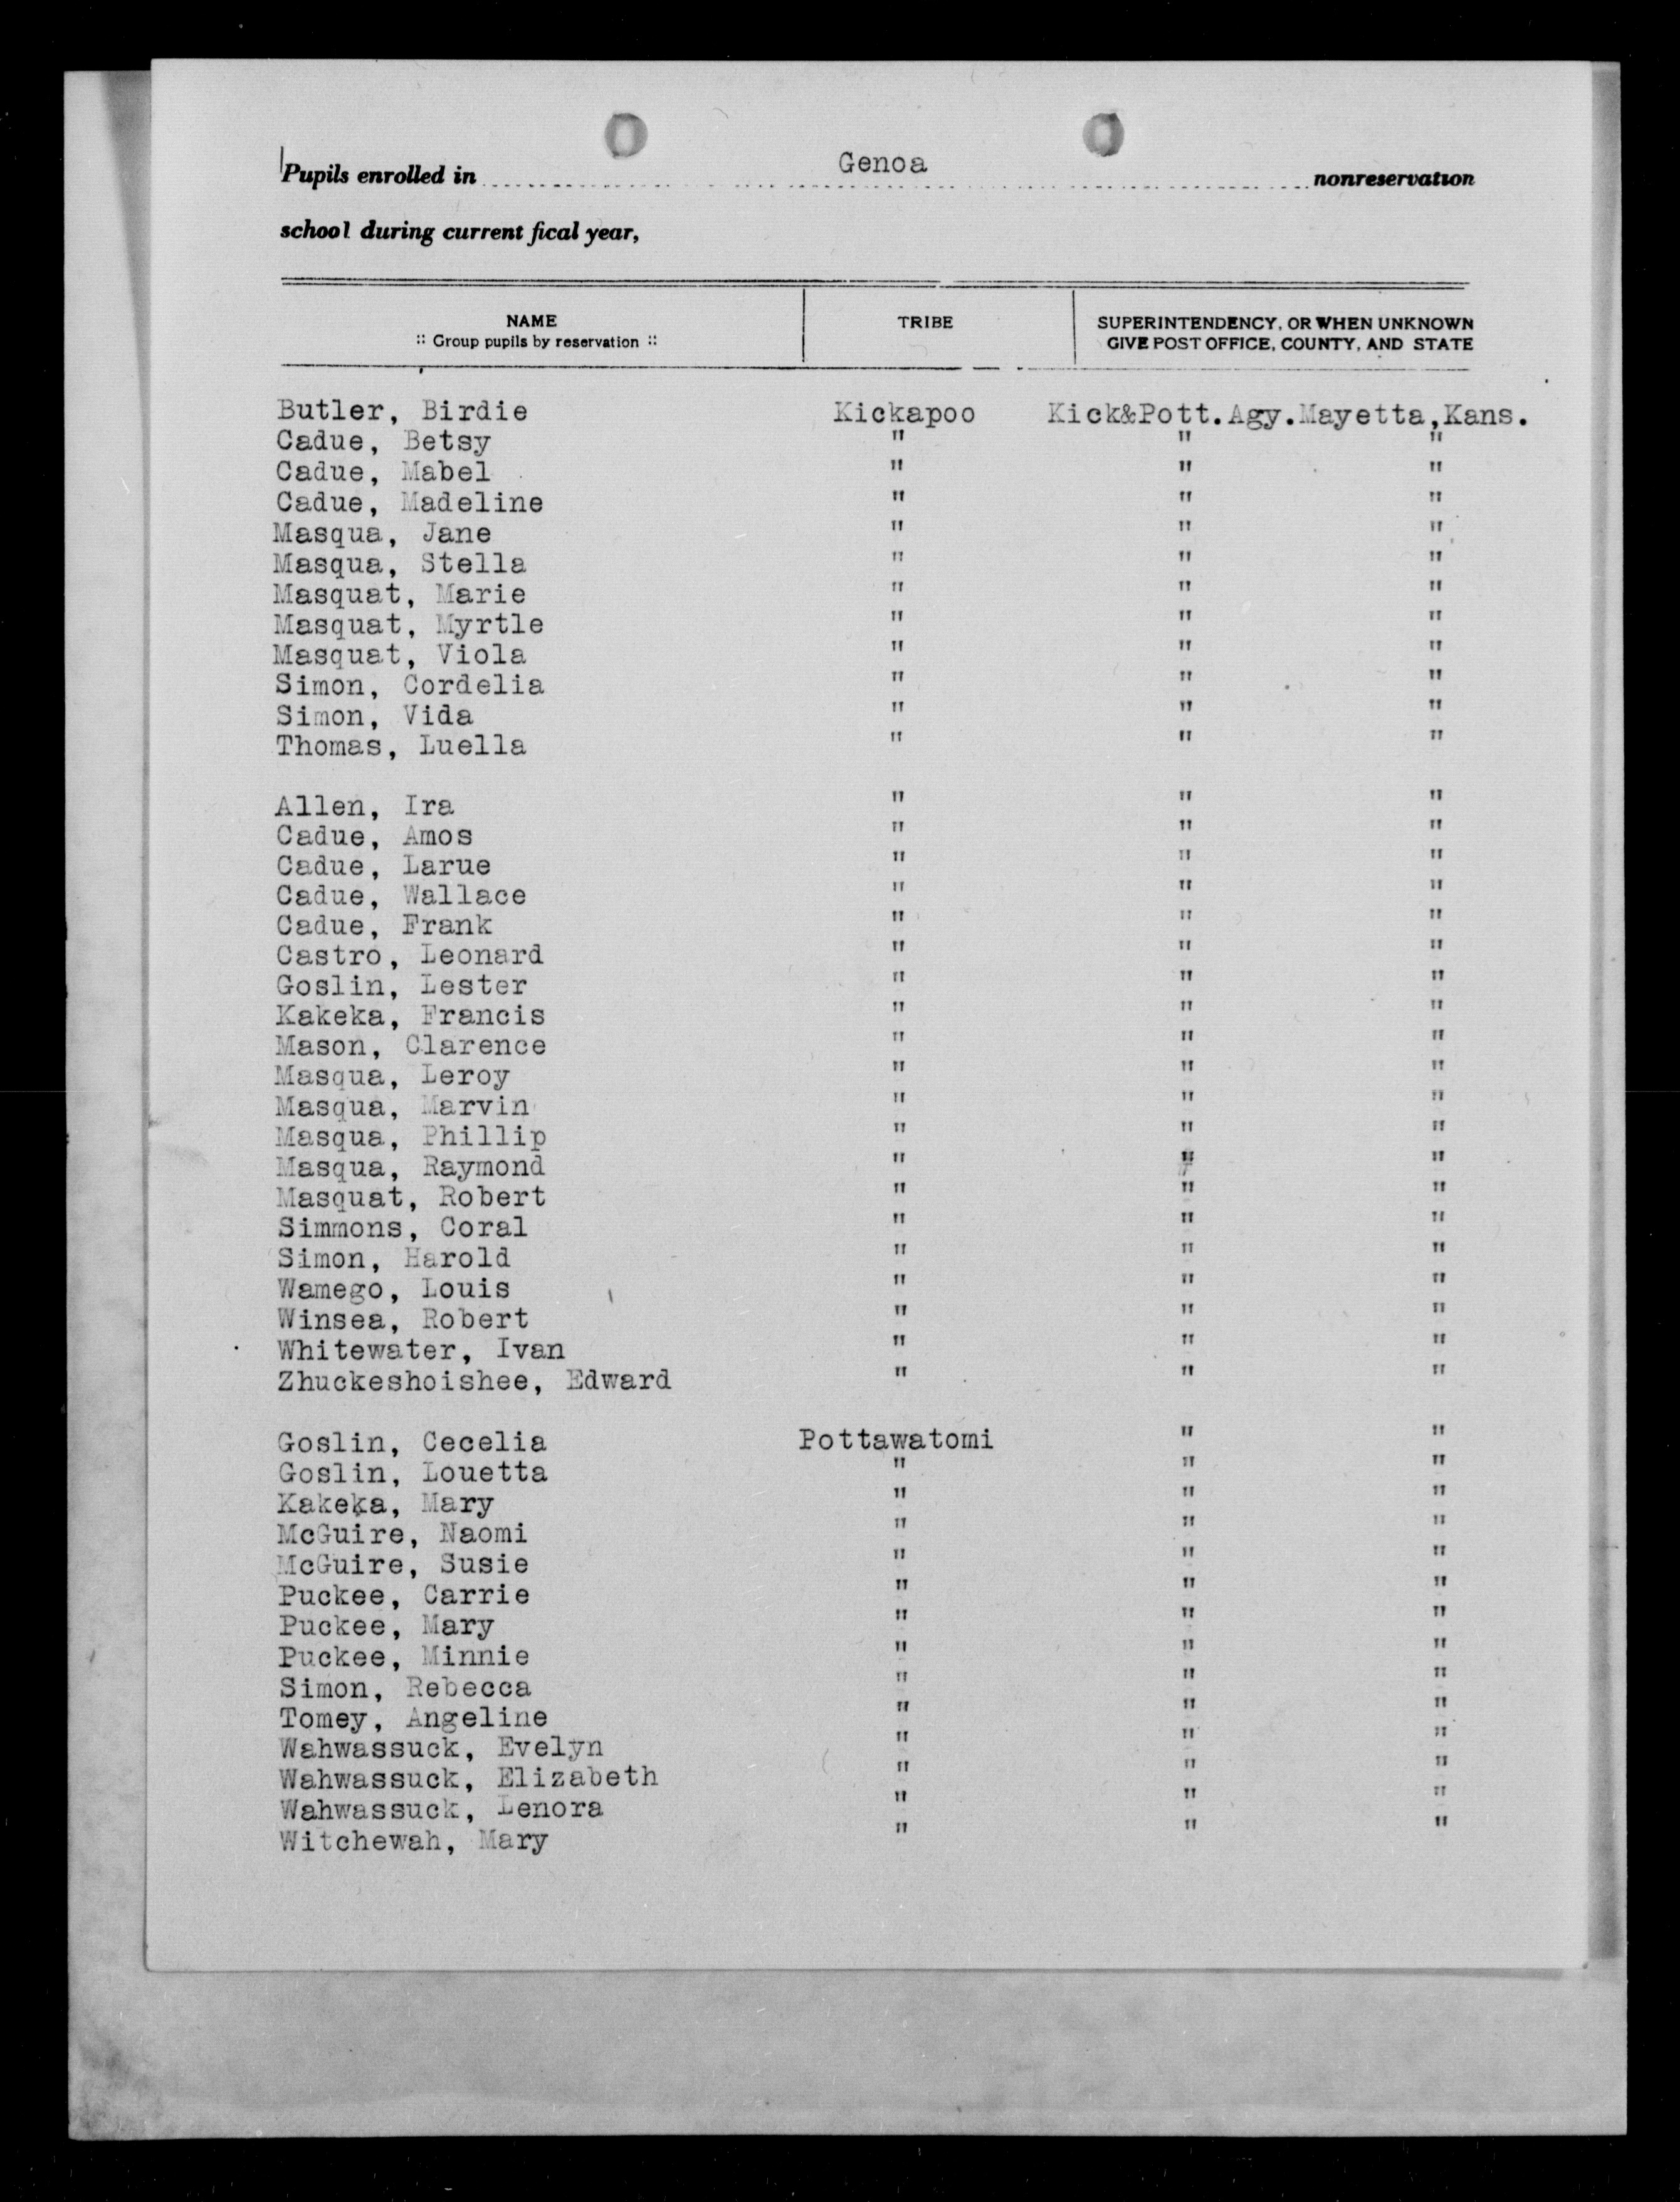 Genoa
Pupils enrolled in nonreservation
school during current fical year,
NAME TRIBE SUPERINTENDENCY, OR WHEN UNKNOWN
:: Group pupils by reservation :: GIVE POST OFFICE, COUNTY, AND STATE
Butler, Birdie Kickapoo Kick&Pott.Agy.Mayetta,Kans.
Cadue, Betsy " " "
Cadue, Mabel " " "
Cadue, Madeline " " "
Masqua, Jane " " "
Masqua, Stella " " "
Masquat, Marie " " "
Masquat, Myrtle " " "
Masquat, Viola " " "
Simon, Cordelia " " "
Simon, Vida " " "
Thomas, Luella " " "
Allen, Ira " " "
Cadue, Amos " " "
Cadue, Larue " " "
Cadue, Wallace " " "
Cadue, Frank " " "
Castro, Leonard " " "
Goslin, Lester " " "
Kakeka, Francis " " "
Mason, Clarence " " "
Masqua, Leroy " " "
Masqua, Marvin " " "
Masqua, Phillip " " "
Masqua, Raymond " " "
Masquat, Robert " " "
Simmons, Coral " " "
Simon, Harold " " "
Wamego, Louis " " "
Winsea, Robert " " "
Whitewater, Ivan " " "
Zhuckeshoishee, Edward " " "
Goslin, Cecelia Pottawatomi " "
Goslin, Louetta " " "
Kakeka, Mary " " "
McGuire, Naomi " " "
McGuire, Susie " " "
Puckee, Carrie " " "
Puckee, Mary " " "
Puckee, Minnie " " "
Simon, Rebecca " " "
Tomey, Angeline " " "
Wahwassuck, Evelyn " " "
Wahwassuck, Elizabeth " " "
Wahwassuck, Lenora " " "
Witchewah, Mary " " "